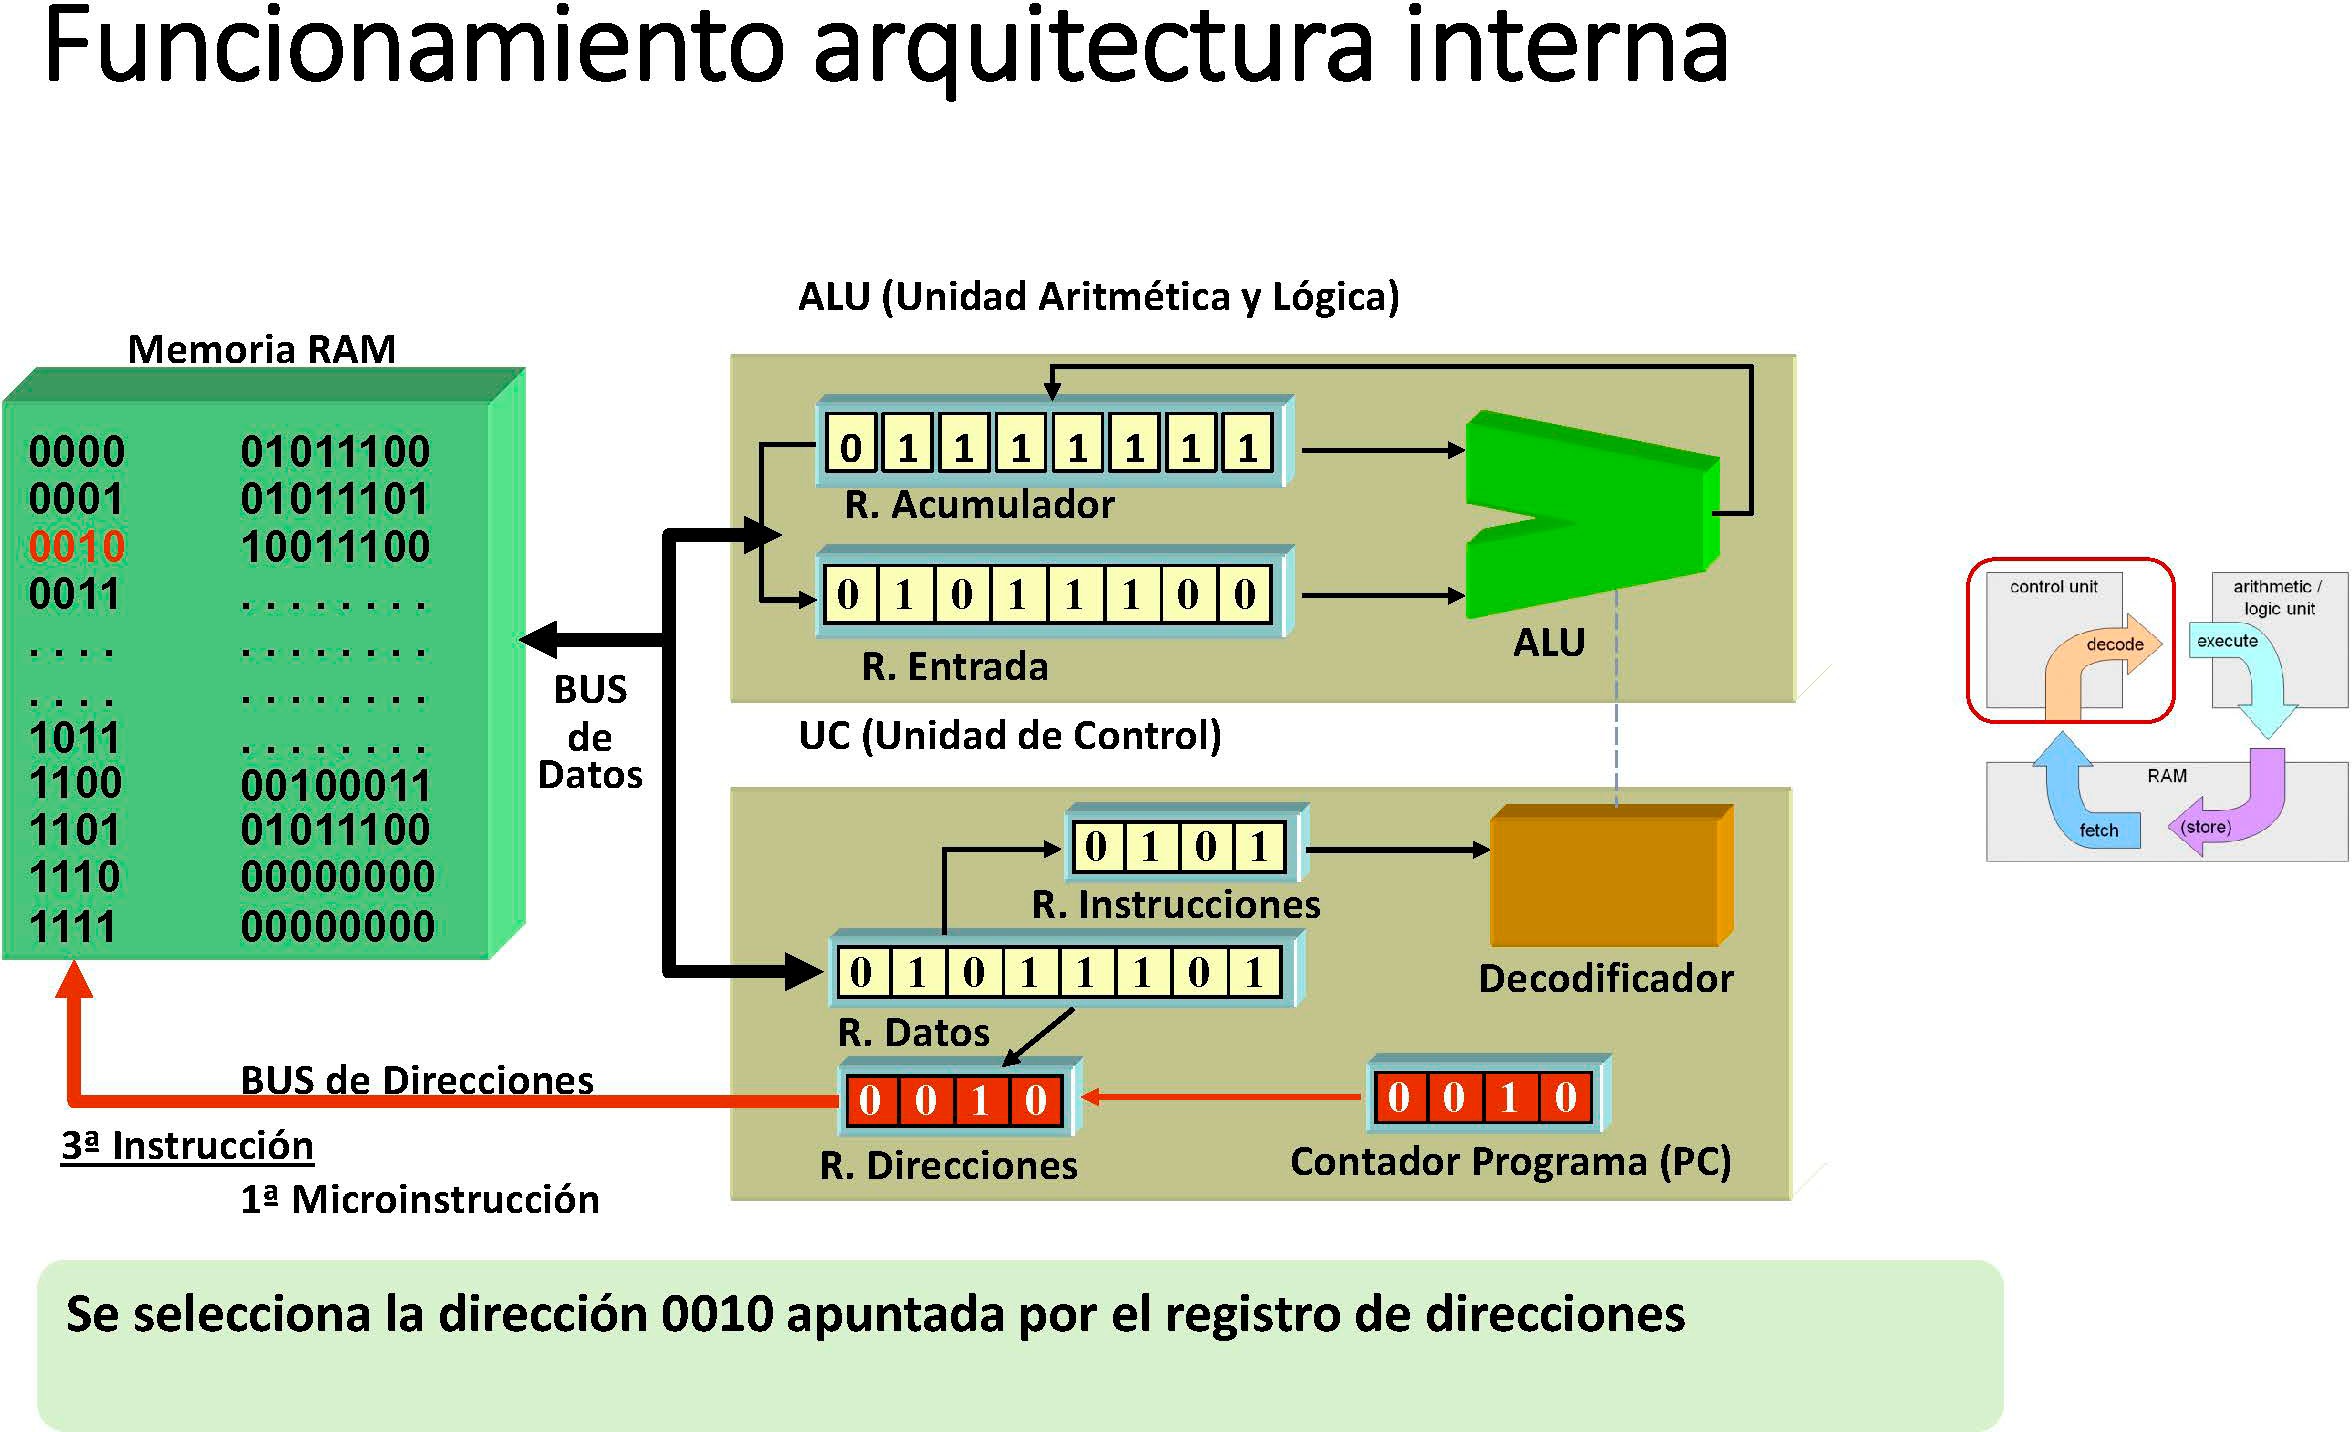 Funcionamiento arquitectura interna
ALU (Unidad Aritmética y Lógica)
Memoria RAM
0000 01011100
0001 01011101
0010 10011100
0011 . . . . . . . .
. . . . . . . . . . . .
. . . . . . . . . . . .
1011 . . . . . . . .
1100 00100011
1101 01011100
1110 00000000
1111 00000000
BUS
de
Datos
0 1 1 1 1 1 1 1
R. Acumulador
0 1 0 1 1 1 0 0
R. Entrada
ALU
UC (Unidad de Control)
0 1 0 1
R. Instrucciones
0 1 0 1 1 1 0 1
R. Datos
Decodificador
BUS de Direcciones
0 0 1 0
R. Direcciones
0 0 1 0
Contador Programa (PC)
control unit
decode
arithmetic /
logic unit
execute
RAM
fetch
(store)
3ª Instrucción
1ª Microinstrucción
Se selecciona la dirección 0010 apuntada por el registro de direcciones